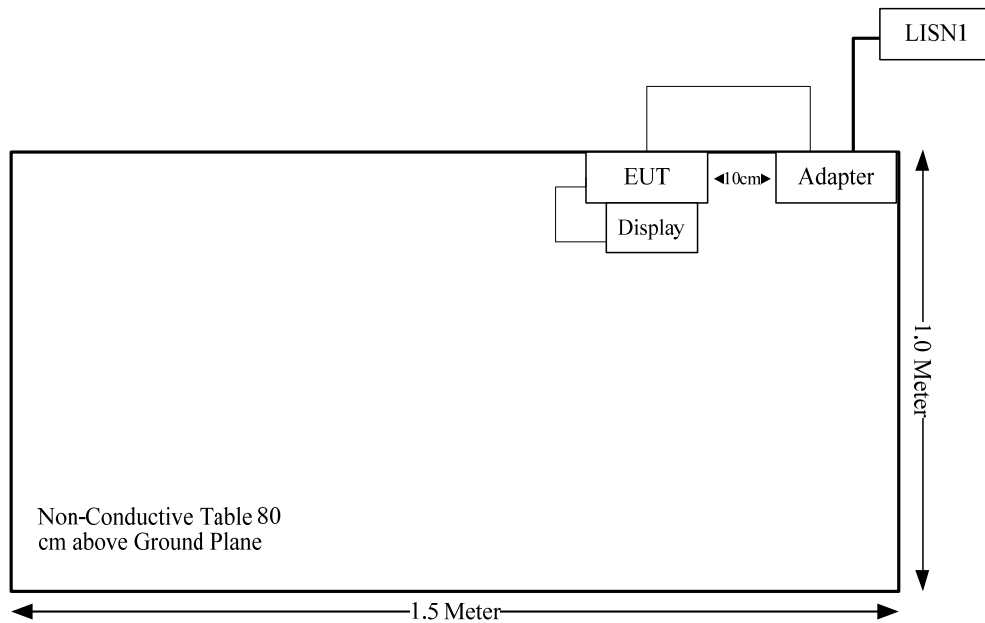 LISN1
EUT
10cm
Adapter
Display
1.0 Meter
Non-Conductive Table 80
cm above Ground Plane
1.5 Meter